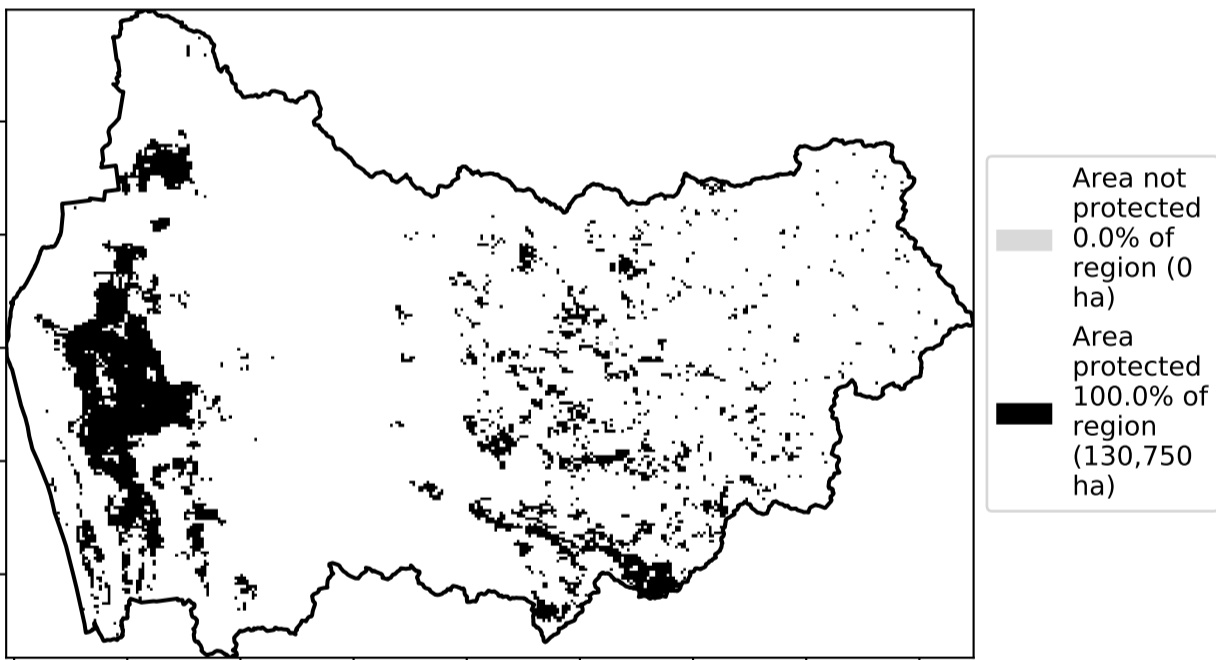 Area not
protected
0.0% of
region (0
ha)
Area
protected
100.0% of
region
(130,750
ha)